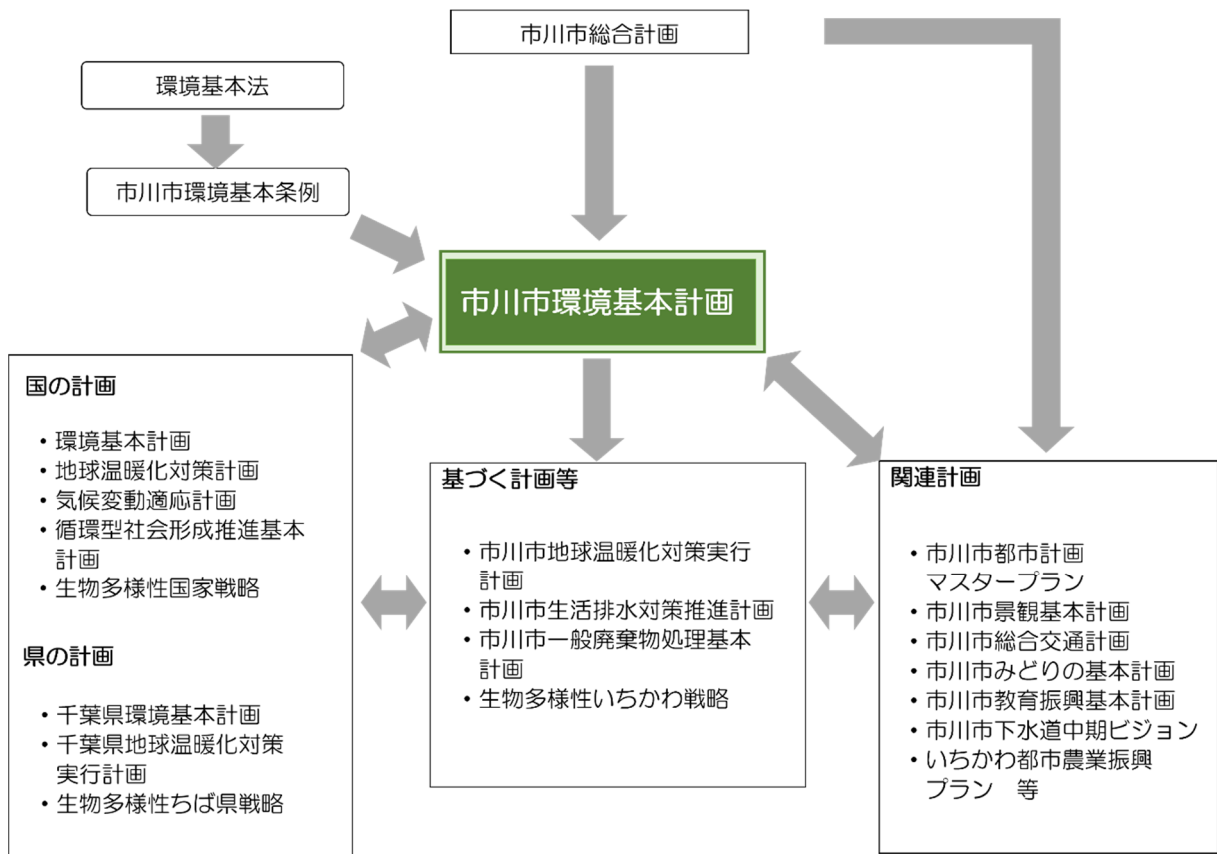 市川市総合計画
環境基本法
市川市環境基本条例
市川市環境基本計画
国の計画
・環境基本計画
・地球温暖化対策計画
・気候変動適応計画
・循環型社会形成推進基本
計画
・生物多様性国家戦略
県の計画
・千葉県環境基本計画
・千葉県地球温暖化対策
実行計画
・生物多様性ちば県戦略
基づく計画等
・市川市地球温暖化対策実行
計画
・市川市生活排水対策推進計画
・市川市一般廃棄物処理基本
計画
・生物多様性いちかわ戦略
関連計画
・市川市都市計画
マスタープラン
・市川市景観基本計画
・市川市総合交通計画
・市川市みどりの基本計画
・市川市教育振興基本計画
・市川市下水道中期ビジョン
・いちかわ都市農業振興
プラン　等